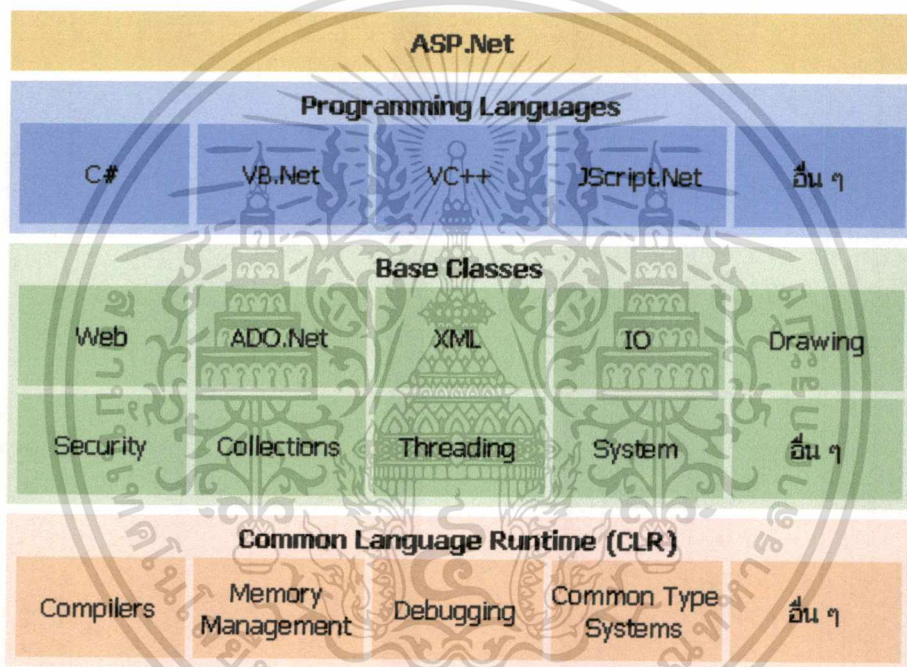 ASP.Net
Programming Languages
C# VB.Net VC++ JScript.Net อื่น ๆ
Base Classes
Web ADO.Net XML IO Drawing
Security Collections Threading System อื่น ๆ
Common Language Runtime (CLR)
Compilers Memory Management Debugging Common Type Systems อื่น ๆ